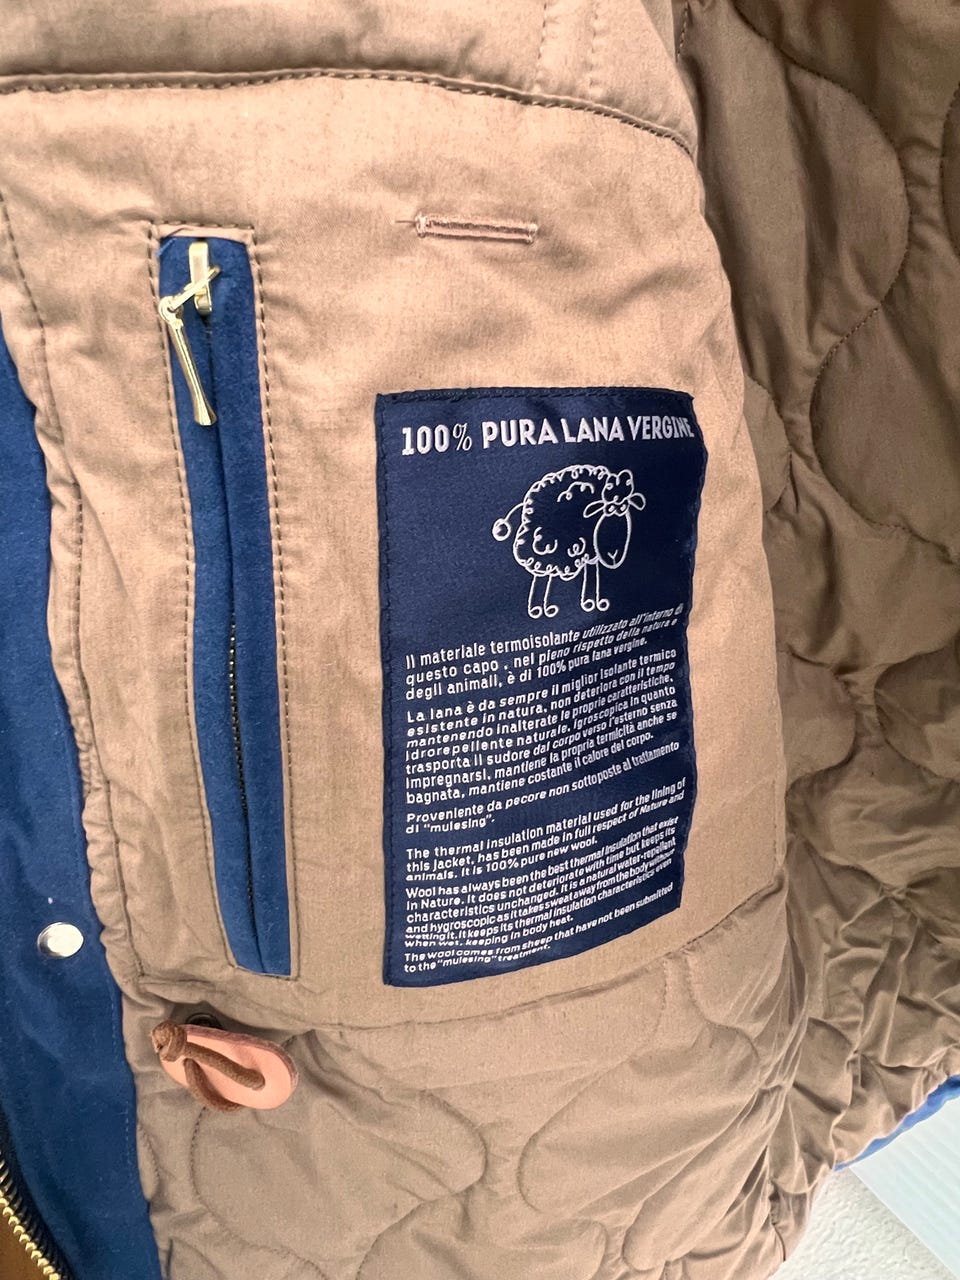 100% PURA LANA VERGINE
Il materiale termoisolante utilizzato all'interno di
questo capo, nel pieno rispetto della natura e
degli animali, è di 100% pura lana vergine.
La lana è da sempre il miglior isolante termico
esistente in natura, non deteriora con il tempo
mantenendo inalterate le proprie caratteristiche.
Idrorepellente naturale, igroscopica in quanto
trasporta il sudore dal corpo verso l'esterno senza
impregnarsi, mantiene la propria termicità anche se
bagnata, mantiene costante il calore del corpo.
Proveniente da pecore non sottoposte al trattamento
di "mulesing".
The thermal insulation material used for the lining of
this jacket, has been made in full respect of Nature and
animals. It is 100% pure new wool.
Wool has always been the best thermal insulation that exist
in Nature. It does not deteriorate with time but keeps its
characteristics unchanged. It is a natural water-repellent
and hygroscopic as it takes sweat away from the body without
wetting it. It keeps its thermal insulation characteristics even
when wet, keeping in body heat.
The wool comes from sheep that have not been submitted
to the "mulesing" treatment.